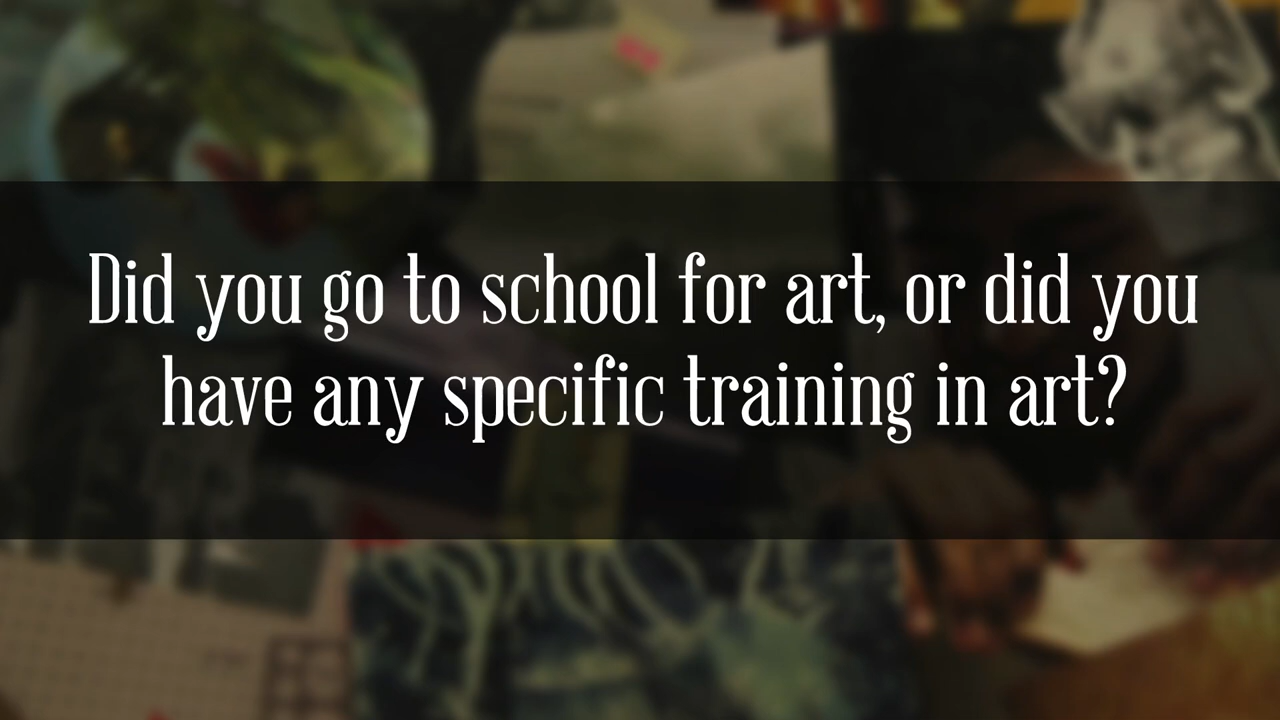 Did you go to school for art, or did you
have any specific training in art?